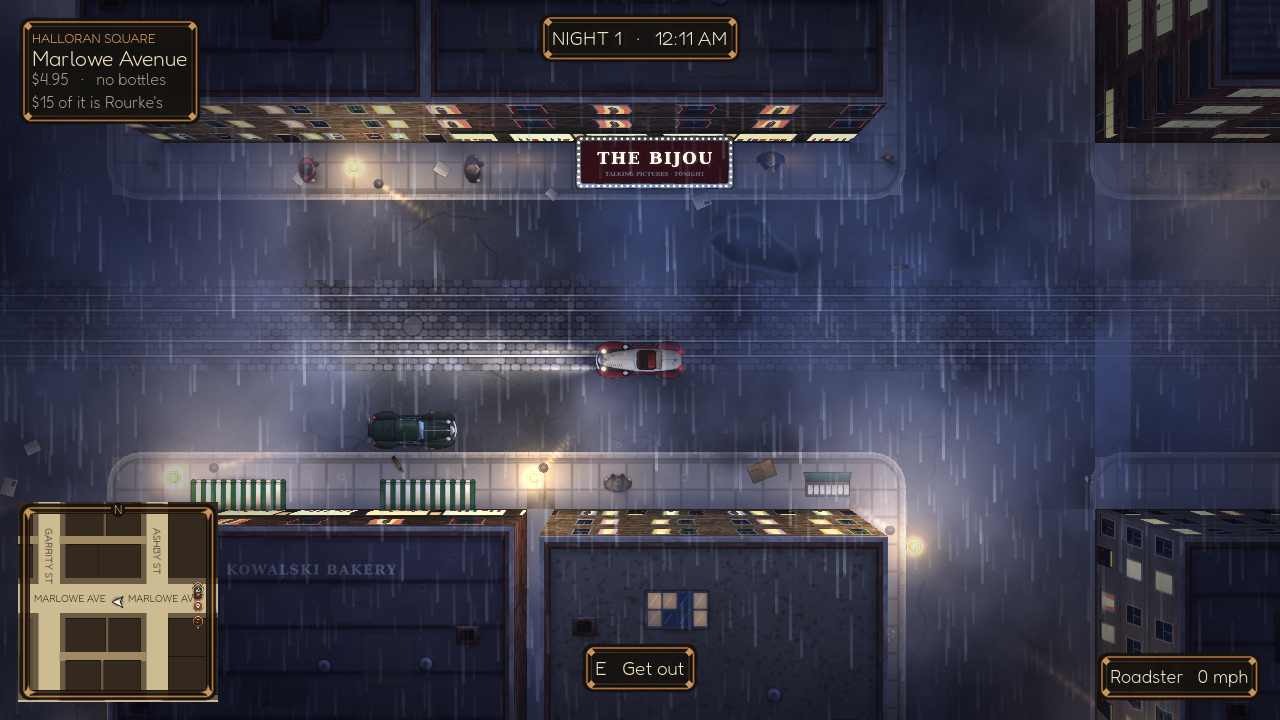 HALLORAN SQUARE
Marlowe Avenue
$4.95 · no bottles
$15 of it is Rourke's
NIGHT 1 · 12:11 AM
THE BIJOU
TALKING PICTURES · TONIGHT
KOWALSKI BAKERY
N
GARRITY ST
ASHBY ST
MARLOWE AVE
MARLOWE AV
E Get out
Roadster 0 mph